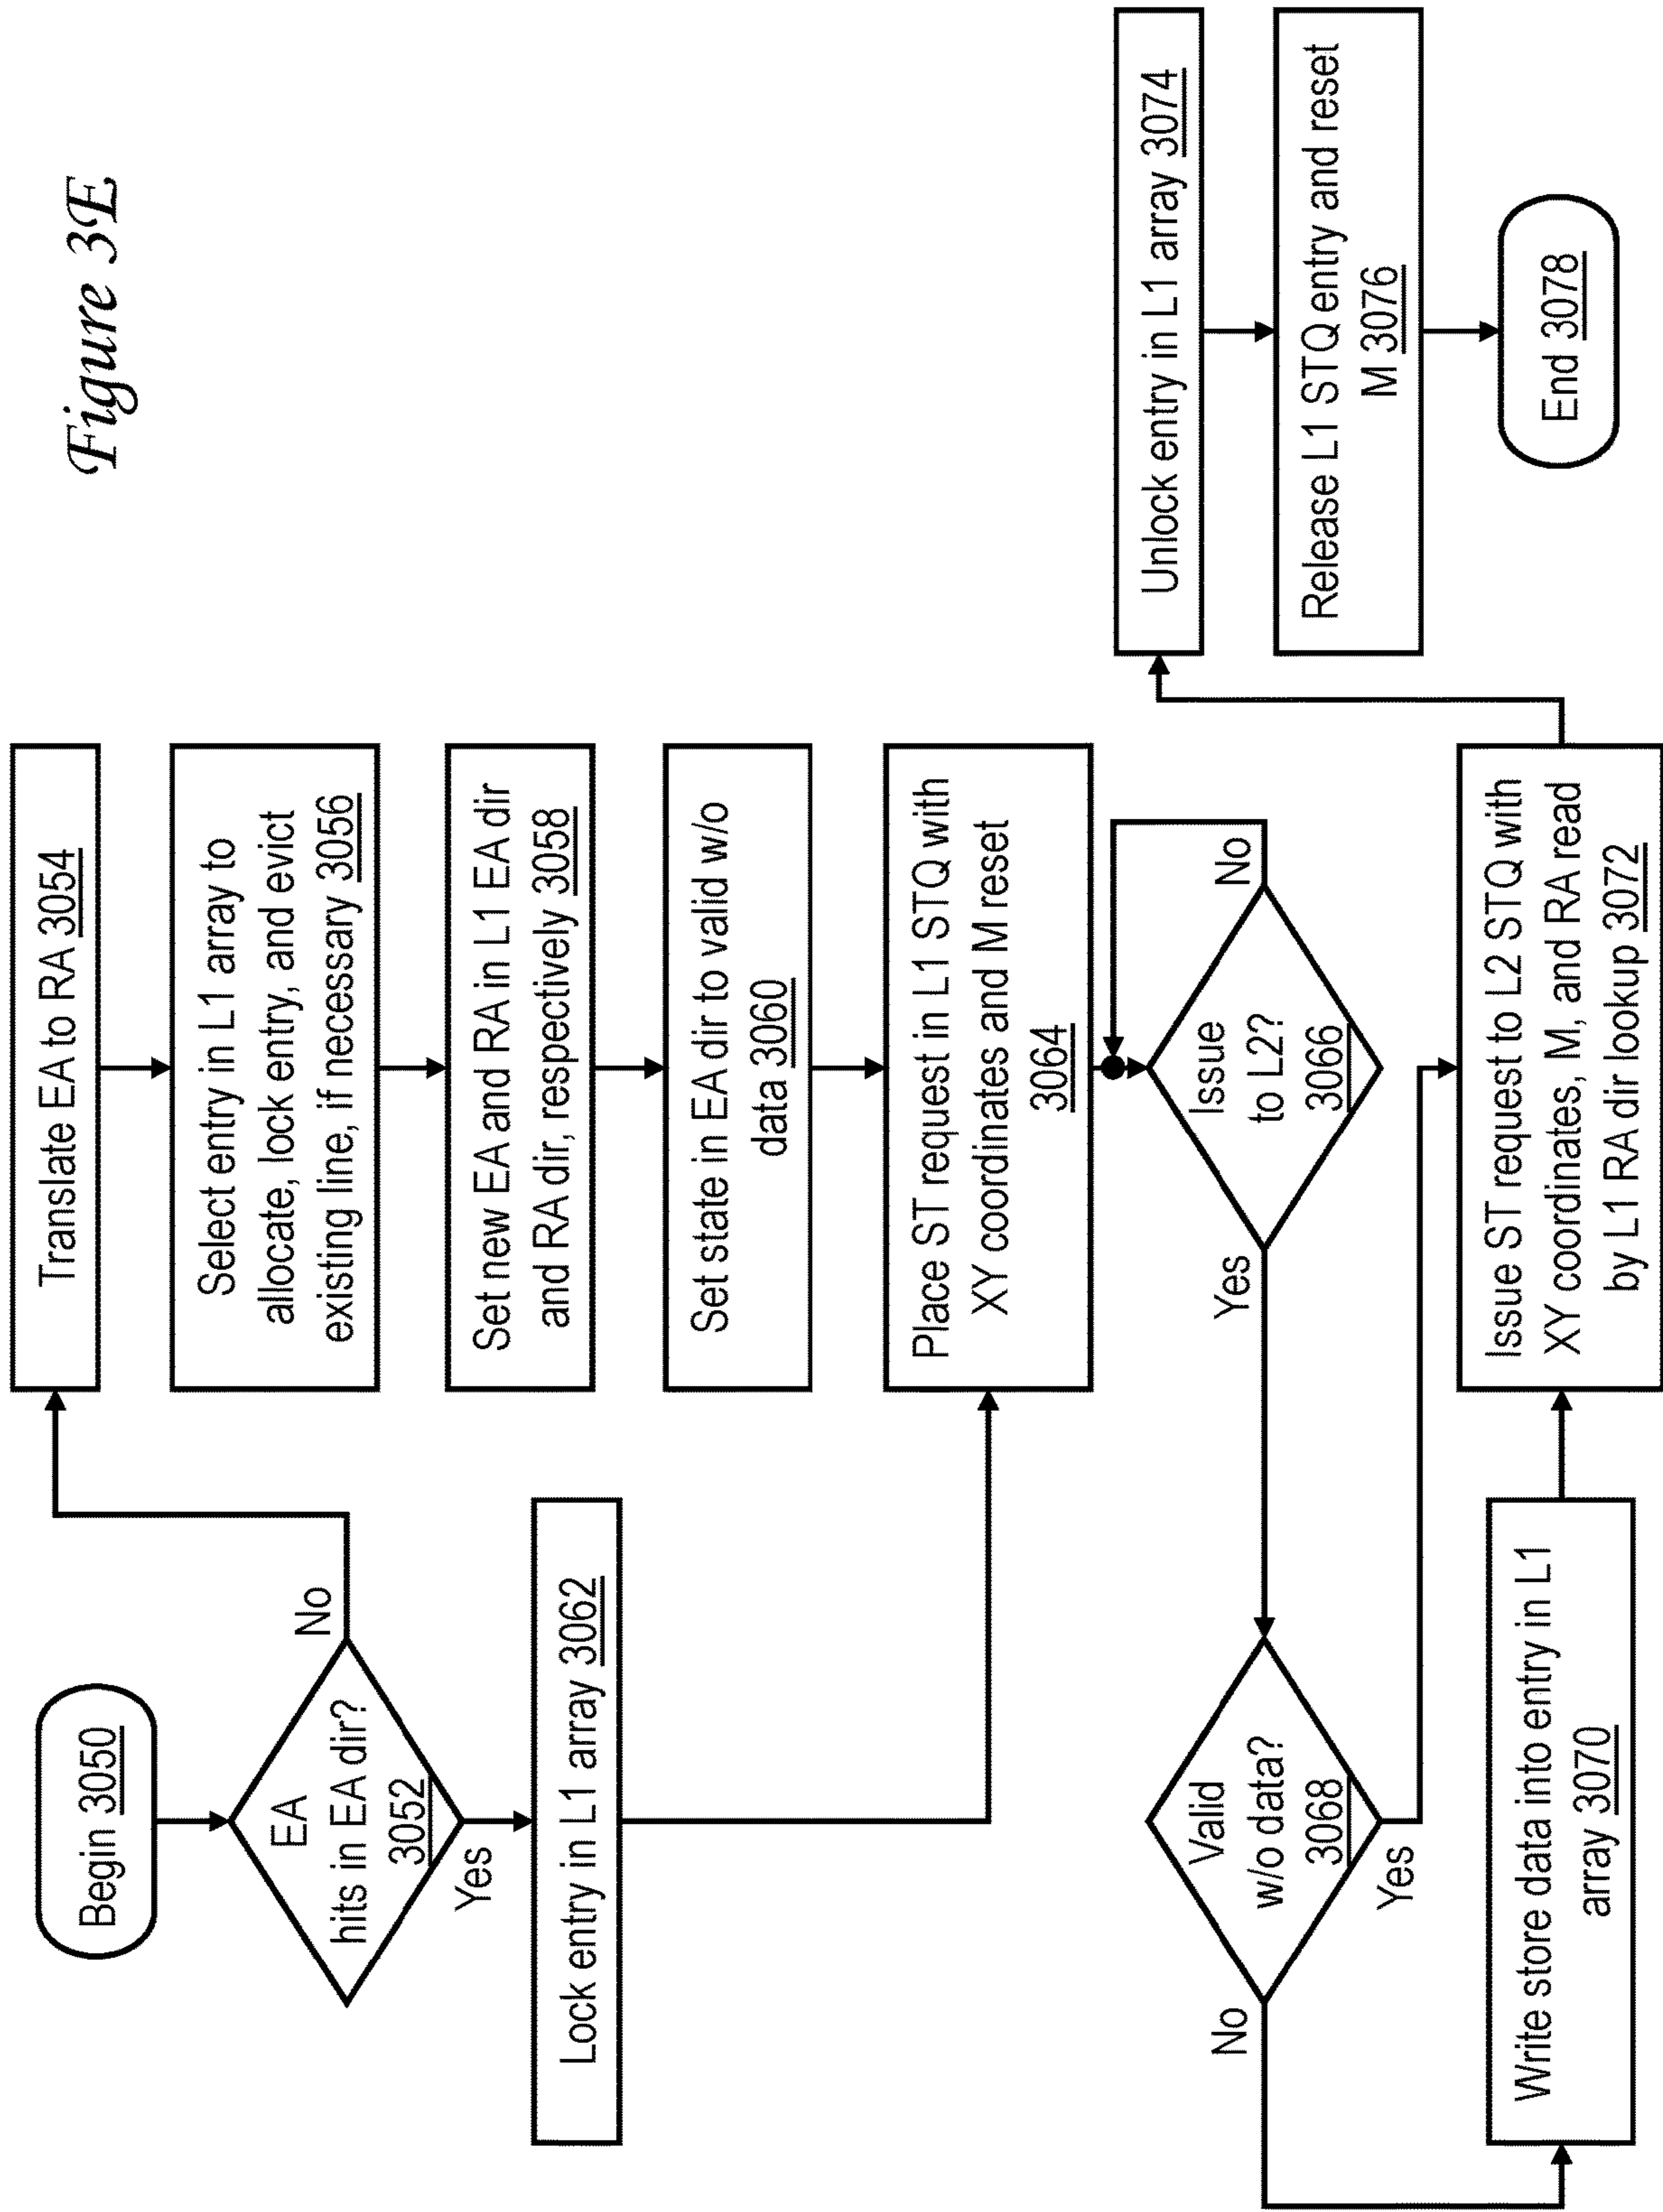 Figure 3E
Begin 3050
EA
hits in EA dir?
3052
No
Yes
Translate EA to RA 3054
Select entry in L1 array to
allocate, lock entry, and evict
existing line, if necessary 3056
Set new EA and RA in L1 EA dir
and RA dir, respectively 3058
Set state in EA dir to valid w/o
data 3060
Lock entry in L1 array 3062
Place ST request in L1 STQ with
XY coordinates and M reset
3064
Issue
to L2?
3066
No
Yes
Valid
w/o data?
3068
No
Yes
Write store data into entry in L1
array 3070
Issue ST request to L2 STQ with
XY coordinates, M, and RA read
by L1 RA dir lookup 3072
Unlock entry in L1 array 3074
Release L1 STQ entry and reset
M 3076
End 3078